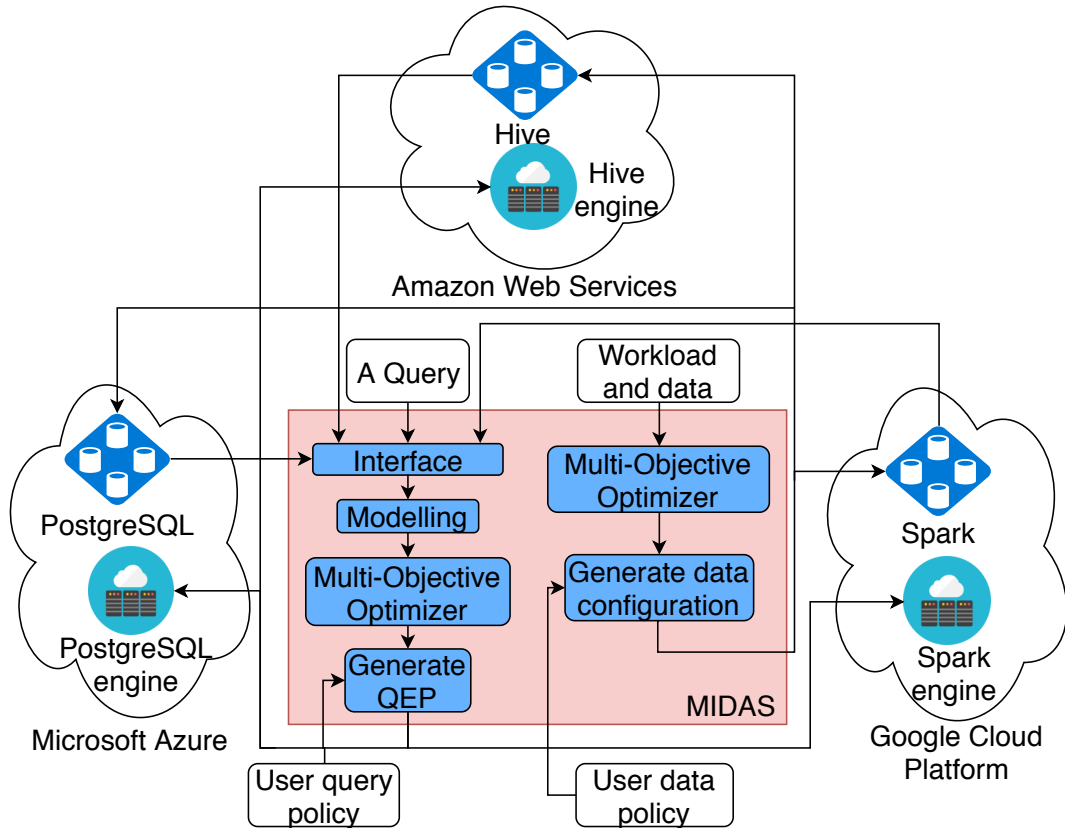 Hive
Hive
engine
Amazon Web Services
A Query
Workload
and data
Interface
Modelling
Multi-Objective
Optimizer
Generate
QEP
Multi-Objective
Optimizer
Generate data
configuration
MIDAS
PostgreSQL
PostgreSQL
engine
Microsoft Azure
Spark
Spark
engine
Google Cloud
Platform
User query
policy
User data
policy